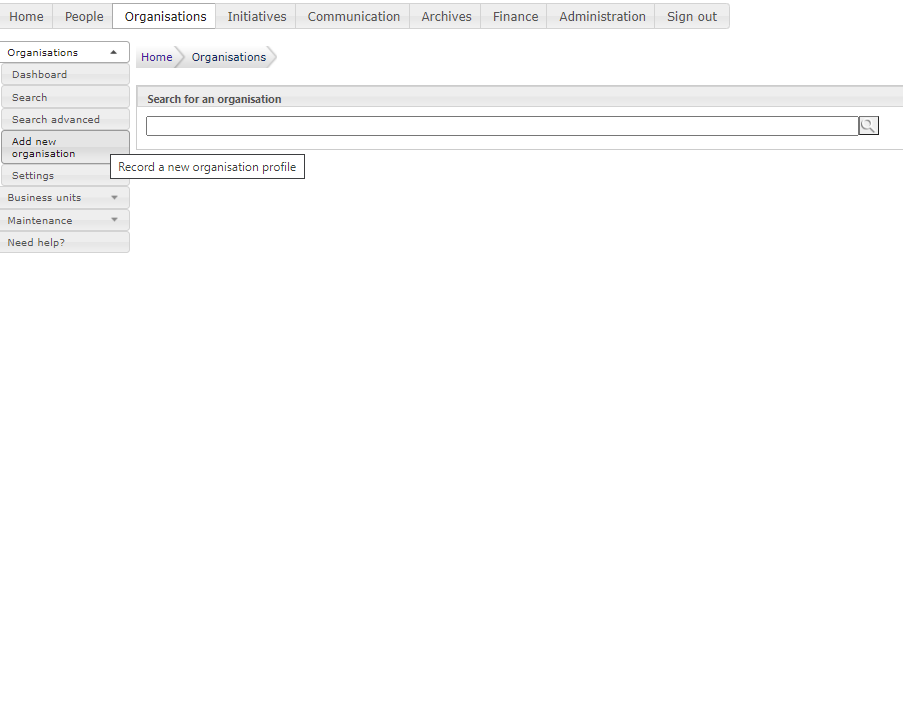 Home People Organisations Initiatives Communication Archives Finance Administration Sign out
Organisations
Home Organisations
Dashboard
Search
Search advanced
Add new
organisation
Settings
Business units
Maintenance
Need help?
Search for an organisation
Record a new organisation profile